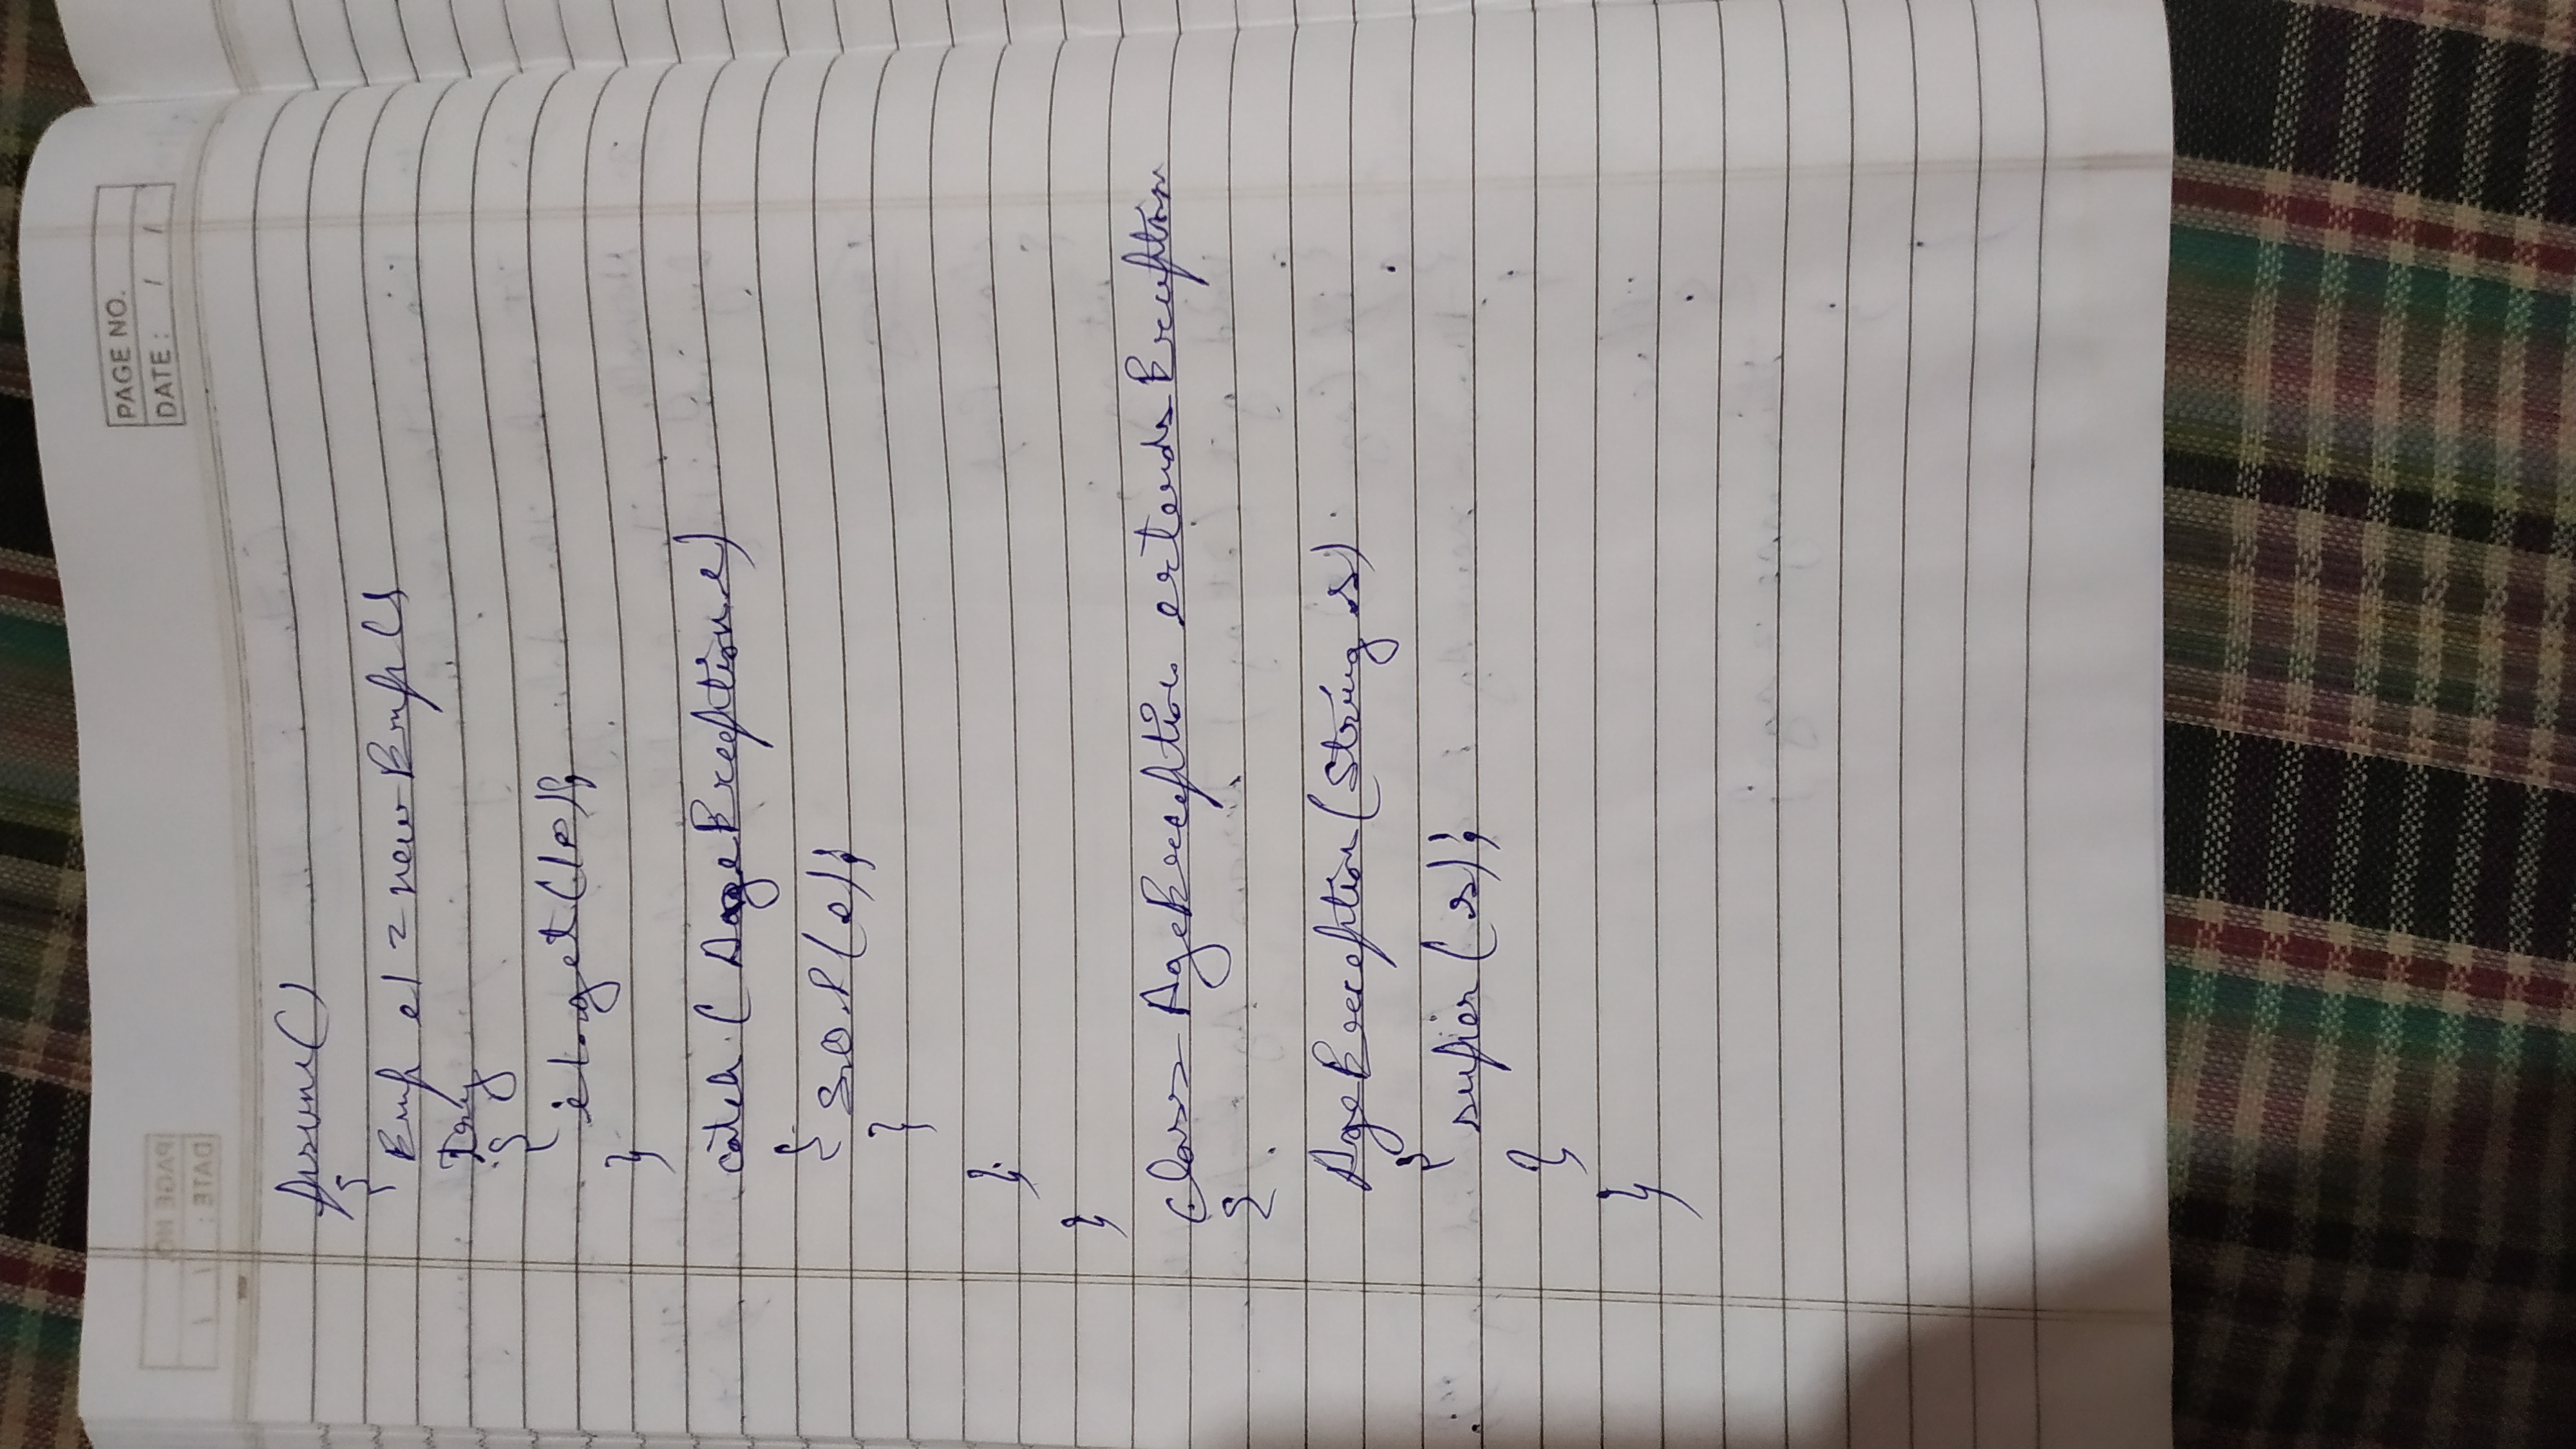 PAGE NO.
DATE: / /
psvm()
{
Emp e1 = new Emp();
Try
{
e1.get(10);
}
catch (AgeException e)
{
S.O.P(e);
}
}
}
class AgeException extends Exception
{
AgeException(String s)
{
super(s);
}
}